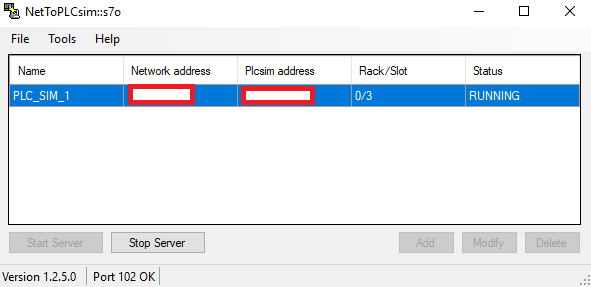 NetToPLCsim::s7o
File Tools Help
Name Network address Plcsim address Rack/Slot Status
PLC_SIM_1 0/3 RUNNING
Start Server Stop Server Add Modify Delete
Version 1.2.5.0 Port 102 OK